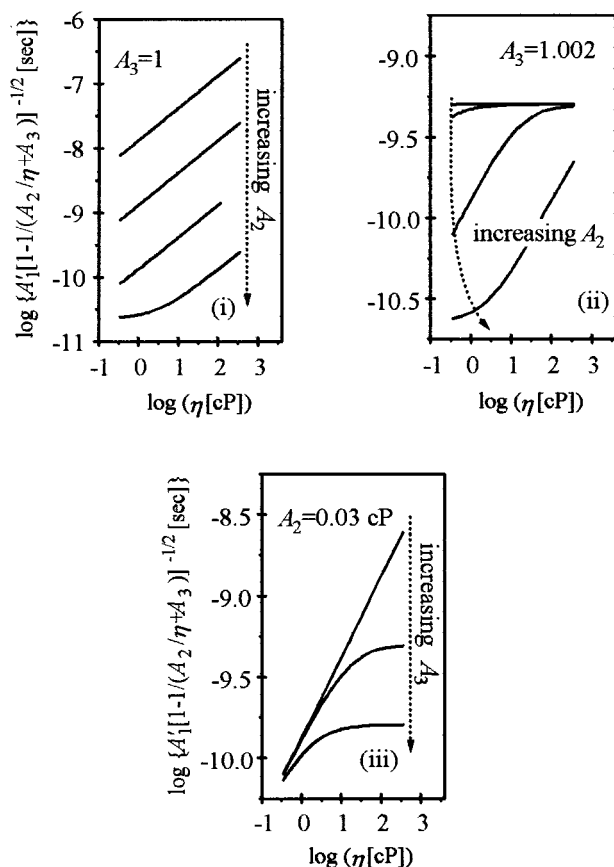 log {A′₁[1-1/(A₂/η+A₃)]⁻¹/² [sec]}
-6
-7
-8
-9
-10
-11
A₃=1
increasing A₂
(i)
-1 0 1 2 3
log (η[cP])
-9.0
-9.5
-10.0
-10.5
A₃=1.002
increasing A₂
(ii)
-1 0 1 2 3
log (η[cP])
log {A′₁[1-1/(A₂/η+A₃)]⁻¹/² [sec]}
-8.5
-9.0
-9.5
-10.0
A₂=0.03 cP
increasing A₃
(iii)
-1 0 1 2 3
log (η[cP])